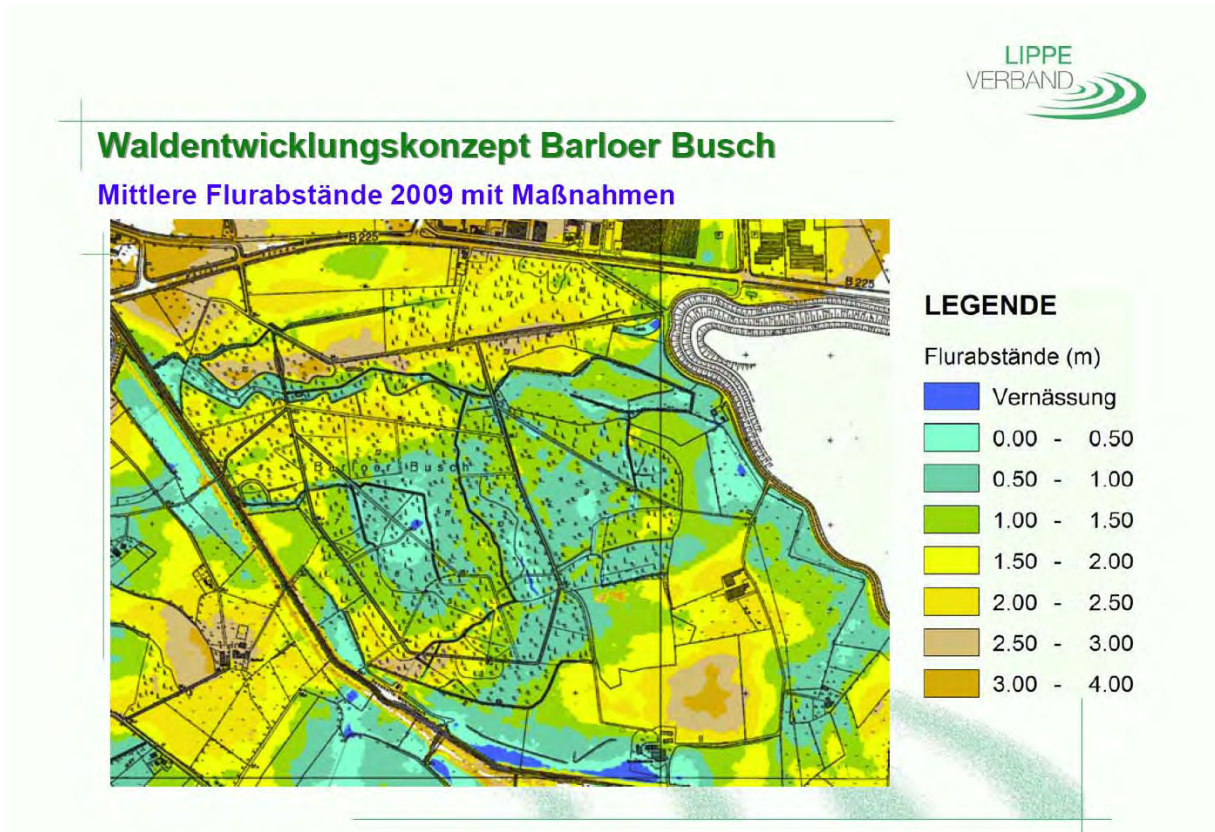 LIPPE
VERBAND
Waldentwicklungskonzept Barloer Busch
Mittlere Flurabstände 2009 mit Maßnahmen
B 225
B 225
Barloer Busch
LEGENDE
Flurabstände (m)
Vernässung
0.00 - 0.50
0.50 - 1.00
1.00 - 1.50
1.50 - 2.00
2.00 - 2.50
2.50 - 3.00
3.00 - 4.00